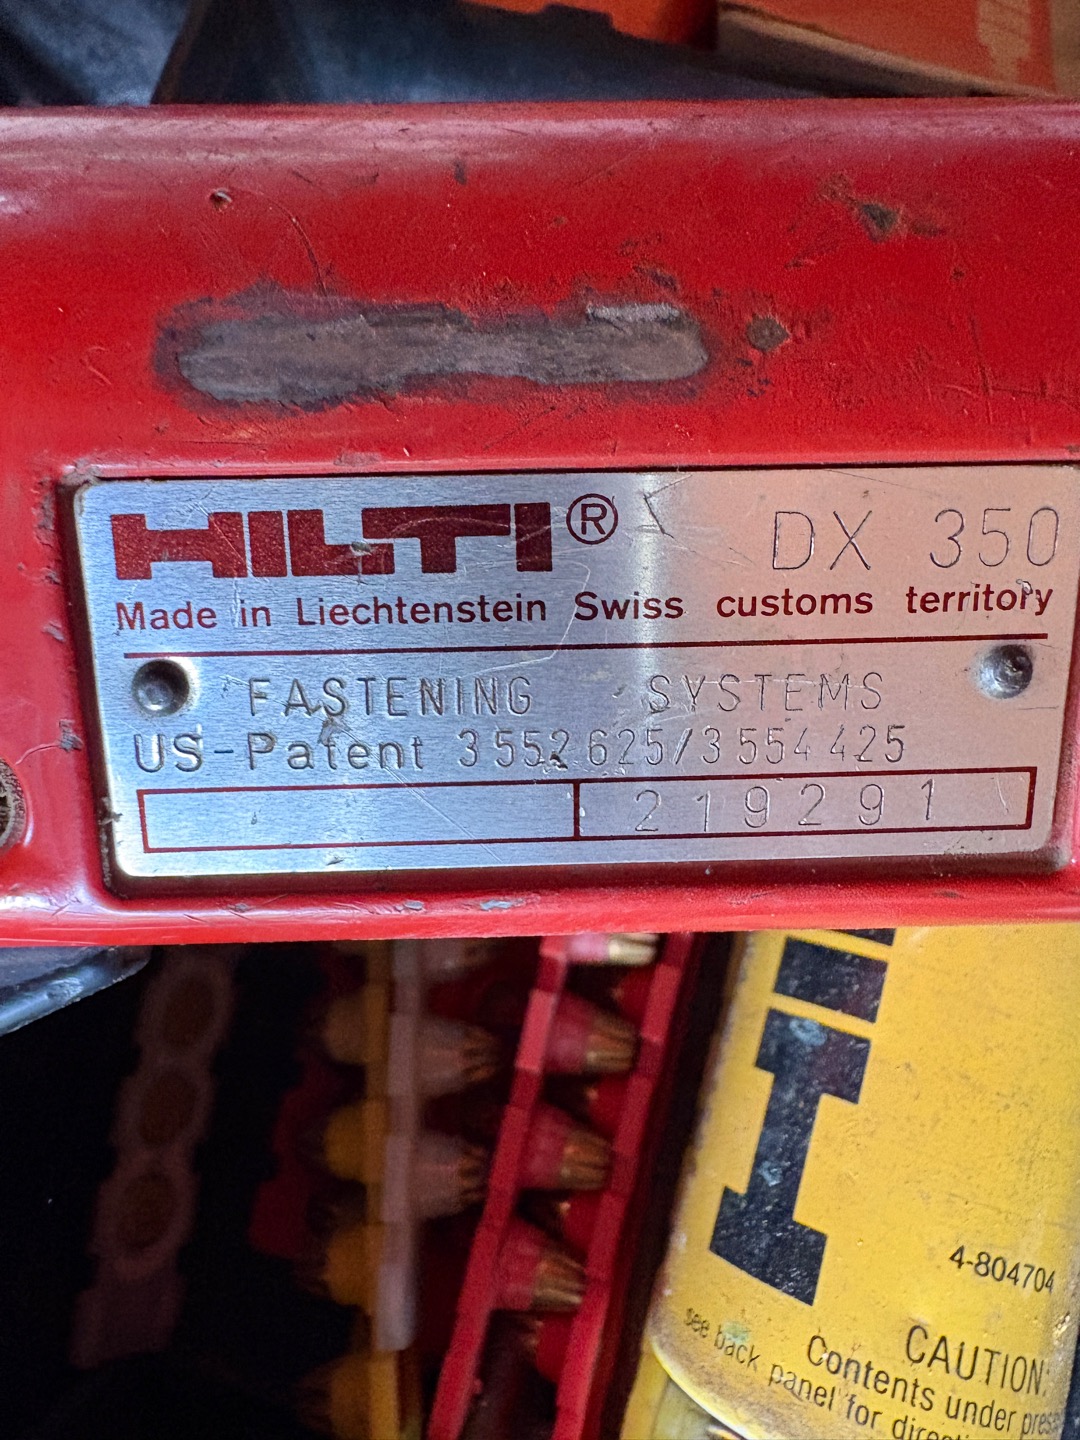 HILTI® DX 350
Made in Liechtenstein Swiss customs territory
FASTENING SYSTEMS
US-Patent 3552625/3554425
219291
4-804704
CAUTION:
Contents under
see back panel for